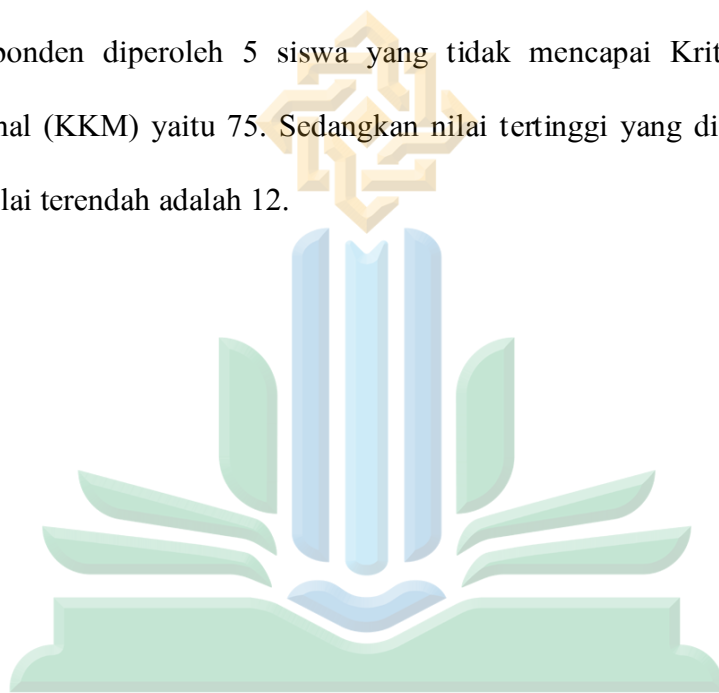 ponden diperoleh 5 siswa yang tidak mencapai Krit
nal (KKM) yaitu 75. Sedangkan nilai tertinggi yang di
lai terendah adalah 12.